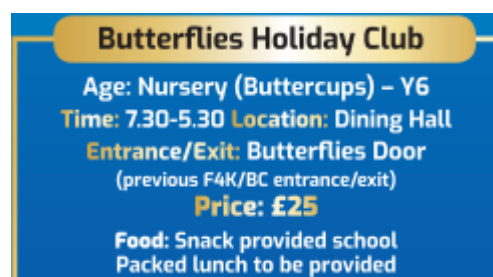 Butterflies Holiday Club
Age: Nursery (Buttercups) – Y6
Time: 7.30-5.30 Location: Dining Hall
Entrance/Exit: Butterflies Door
(previous F4K/BC entrance/exit)
Price: £25
Food: Snack provided school
Packed lunch to be provided